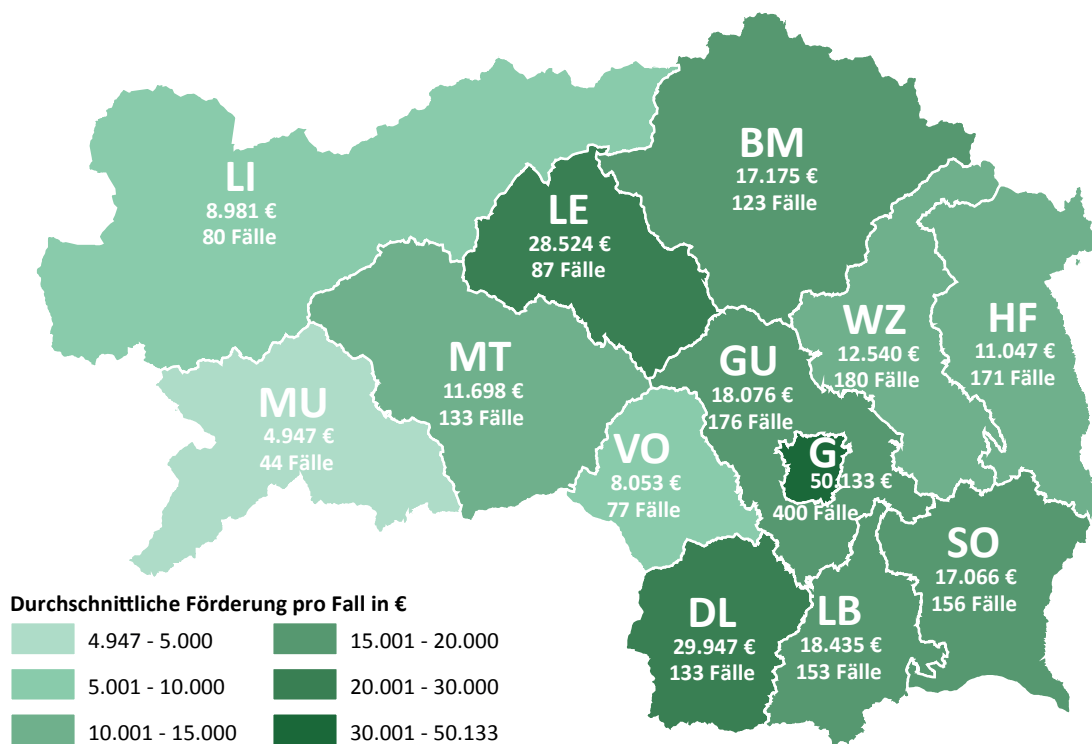 BM
17.175 €
123 Fälle
LI
8.981 €
80 Fälle
LE
28.524 €
87 Fälle
WZ
12.540 €
180 Fälle
HF
11.047 €
171 Fälle
MT
11.698 €
133 Fälle
GU
18.076 €
176 Fälle
MU
4.947 €
44 Fälle
VO
8.053 €
77 Fälle
G
50.133 €
400 Fälle
SO
17.066 €
156 Fälle
DL
29.947 €
133 Fälle
LB
18.435 €
153 Fälle
Durchschnittliche Förderung pro Fall in €
4.947 - 5.000
5.001 - 10.000
10.001 - 15.000
15.001 - 20.000
20.001 - 30.000
30.001 - 50.133